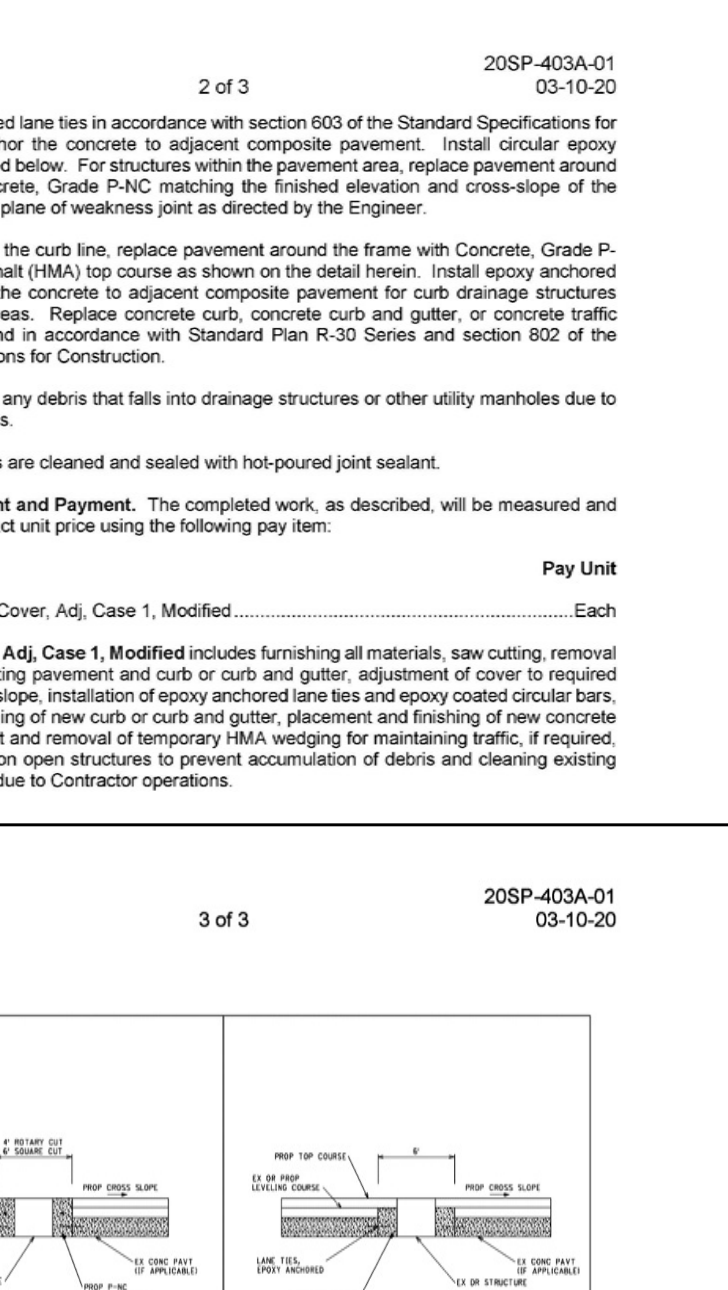 20SP-403A-01
2 of 3 03-10-20
ed lane ties in accordance with section 603 of the Standard Specifications for
nor the concrete to adjacent composite pavement. Install circular epoxy
d below. For structures within the pavement area, replace pavement around
crete, Grade P-NC matching the finished elevation and cross-slope of the
plane of weakness joint as directed by the Engineer.
the curb line, replace pavement around the frame with Concrete, Grade P-
halt (HMA) top course as shown on the detail herein. Install epoxy anchored
he concrete to adjacent composite pavement for curb drainage structures
eas. Replace concrete curb, concrete curb and gutter, or concrete traffic
nd in accordance with Standard Plan R-30 Series and section 802 of the
ons for Construction.
any debris that falls into drainage structures or other utility manholes due to
s.
s are cleaned and sealed with hot-poured joint sealant.
nt and Payment. The completed work, as described, will be measured and
ct unit price using the following pay item:
Pay Unit
Cover, Adj, Case 1, Modified......................................................................Each
Adj, Case 1, Modified includes furnishing all materials, saw cutting, removal
ting pavement and curb or curb and gutter, adjustment of cover to required
slope, installation of epoxy anchored lane ties and epoxy coated circular bars,
ing of new curb or curb and gutter, placement and finishing of new concrete
t and removal of temporary HMA wedging for maintaining traffic, if required,
on open structures to prevent accumulation of debris and cleaning existing
due to Contractor operations.
20SP-403A-01
3 of 3 03-10-20
4' ROTARY CUT
6' SQUARE CUT
PROP CROSS SLOPE
EX CONC PAVT
(IF APPLICABLE)
PROP P-NC
PROP TOP COURSE
6'
EX OR PROP
LEVELING COURSE
PROP CROSS SLOPE
LANE TIES,
EPOXY ANCHORED
EX CONC PAVT
(IF APPLICABLE)
EX DR STRUCTURE